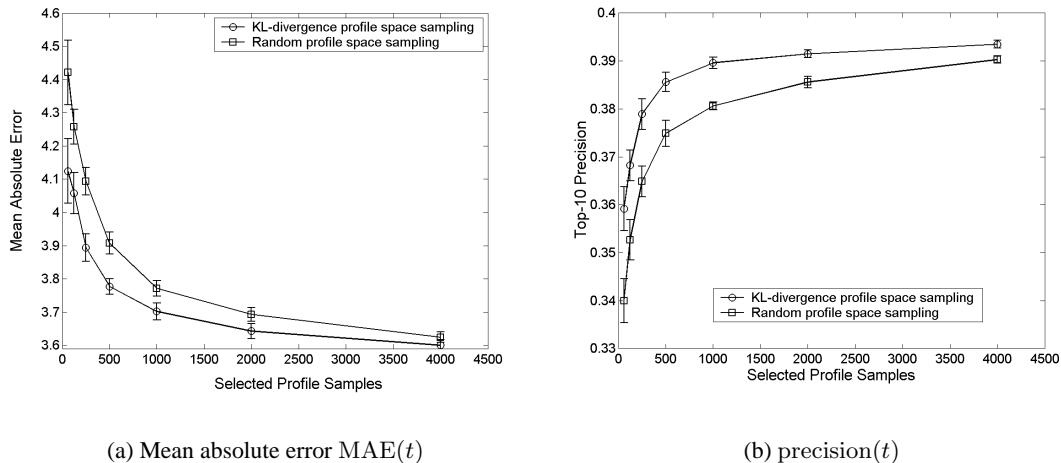 4.6
4.5
4.4
4.3
4.2
4.1
4
3.9
3.8
3.7
3.6
Mean Absolute Error
KL-divergence profile space sampling
Random profile space sampling
0 500 1000 1500 2000 2500 3000 3500 4000 4500
Selected Profile Samples
(a) Mean absolute error MAE(t)
0.4
0.39
0.38
0.37
0.36
0.35
0.34
0.33
Top-10 Precision
KL-divergence profile space sampling
Random profile space sampling
0 500 1000 1500 2000 2500 3000 3500 4000 4500
Selected Profile Samples
(b) precision(t)